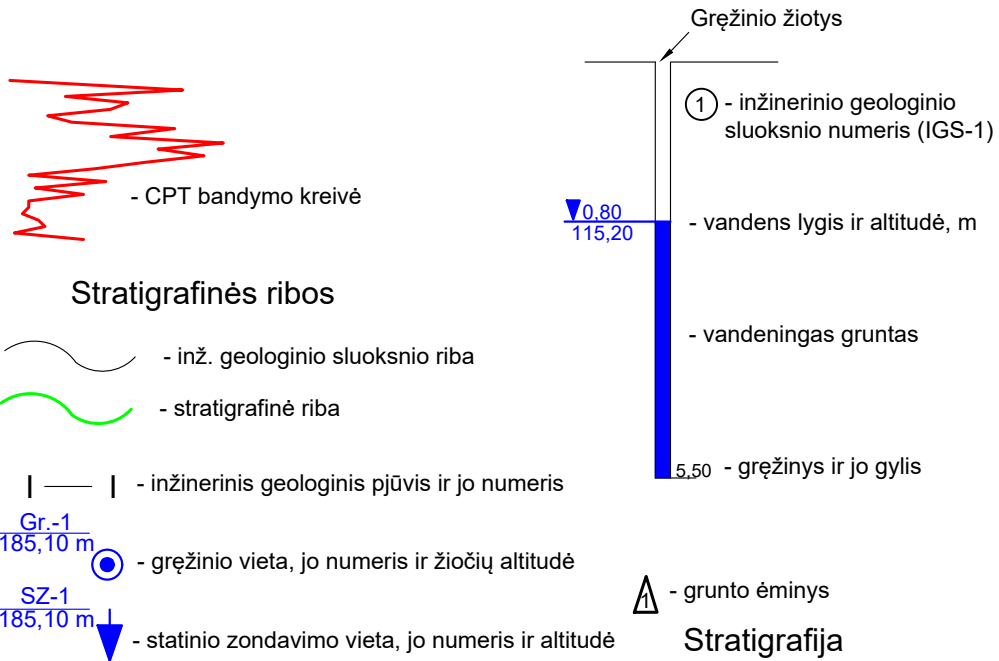 Gręžinio žiotys
1 - inžinerinio geologinio
sluoksnio numeris (IGS-1)
- CPT bandymo kreivė
0,80
115,20
- vandens lygis ir altitudė, m
Stratigrafinės ribos
- vandeningas gruntas
- inž. geologinio sluoksnio riba
- stratigrafinė riba
5,50 - gręžinys ir jo gylis
I I - inžinerinis geologinis pjūvis ir jo numeris
Gr.-1
185,10 m
- gręžinio vieta, jo numeris ir žiočių altitudė
1 - grunto ėminys
SZ-1
185,10 m
- statinio zondavimo vieta, jo numeris ir altitudė
Stratigrafija